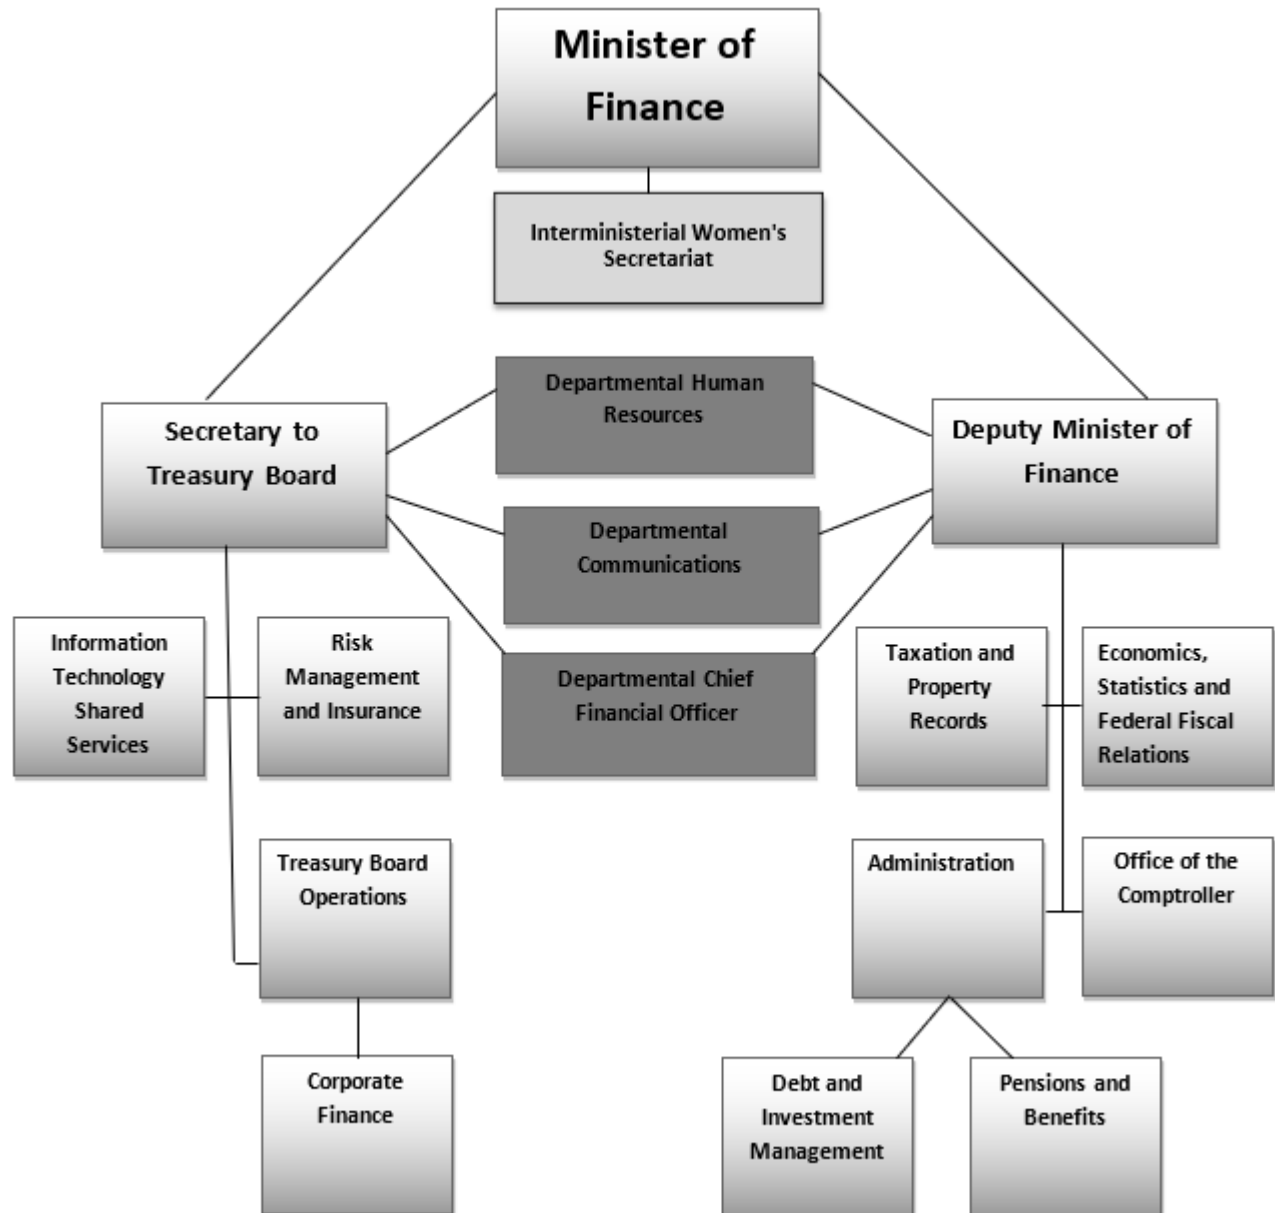 Minister of
Finance
Interministerial Women's
Secretariat
Departmental Human
Resources
Secretary to
Treasury Board
Deputy Minister of
Finance
Departmental
Communications
Information
Technology
Shared
Services
Risk
Management
and Insurance
Departmental Chief
Financial Officer
Taxation and
Property
Records
Economics,
Statistics and
Federal Fiscal
Relations
Treasury Board
Operations
Administration
Office of the
Comptroller
Corporate
Finance
Debt and
Investment
Management
Pensions and
Benefits